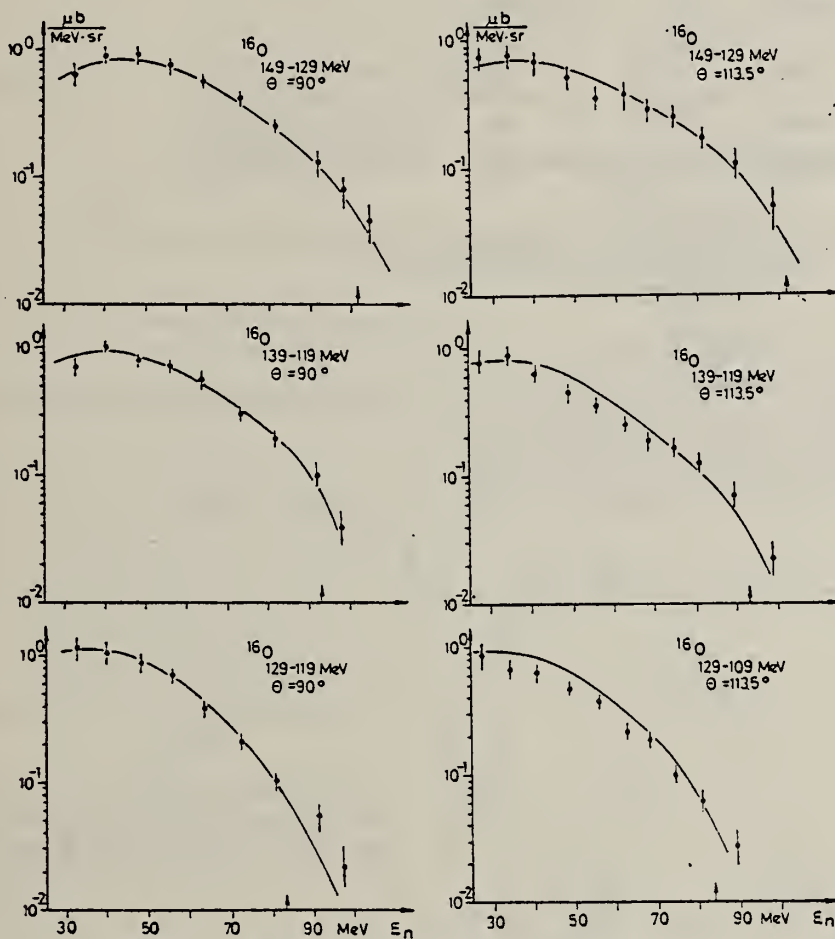 μb
MeV·sr
10⁰
10⁻¹
10⁻²
¹⁶O
149–129 MeV
Θ = 90°
μb
MeV·sr
10⁰
10⁻¹
10⁻²
¹⁶O
149–129 MeV
Θ = 113.5°
10⁰
10⁻¹
10⁻²
¹⁶O
139–119 MeV
Θ = 90°
10⁰
10⁻¹
10⁻²
¹⁶O
139–119 MeV
Θ = 113.5°
10⁰
10⁻¹
10⁻²
¹⁶O
129–119 MeV
Θ = 90°
30 50 70 90 MeV En
10⁰
10⁻¹
10⁻²
¹⁶O
129–109 MeV
Θ = 113.5°
30 50 70 90 MeV En